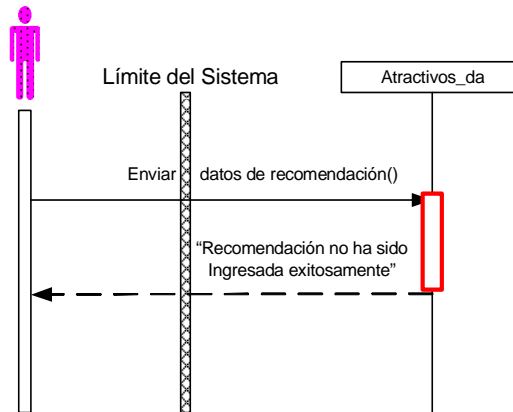 Límite del Sistema
Atractivos_da
Enviar datos de recomendación()
“Recomendación no ha sido
Ingresada exitosamente”